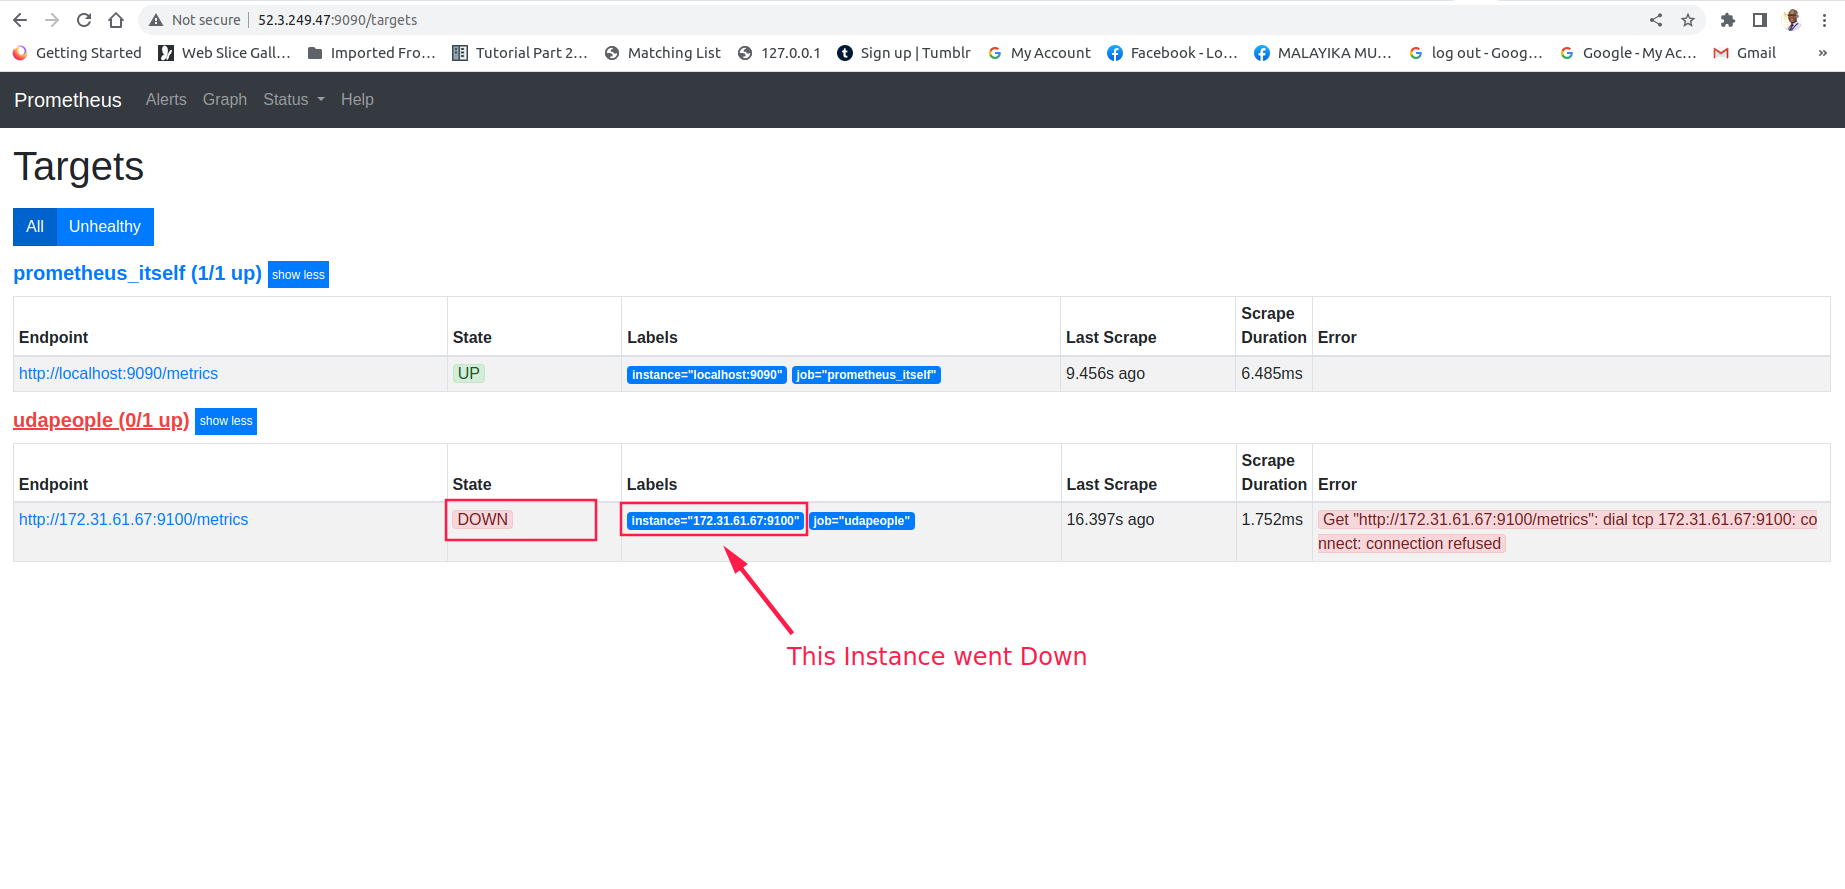 Not secure 52.3.249.47:9090/targets
Getting Started Web Slice Gall... Imported Fro... Tutorial Part 2... Matching List 127.0.0.1 Sign up | Tumblr My Account Facebook - Lo... MALAYIKA MU... log out - Goog... Google - My Ac... Gmail »
Prometheus Alerts Graph Status Help
Targets
All Unhealthy
prometheus_itself (1/1 up) show less
Endpoint State Labels Last Scrape Scrape Duration Error
http://localhost:9090/metrics UP instance="localhost:9090" job="prometheus_itself" 9.456s ago 6.485ms
udapeople (0/1 up) show less
Endpoint State Labels Last Scrape Scrape Duration Error
http://172.31.61.67:9100/metrics DOWN instance="172.31.61.67:9100" job="udapeople" 16.397s ago 1.752ms Get "http://172.31.61.67:9100/metrics": dial tcp 172.31.61.67:9100: co
nnect: connection refused
This Instance went Down